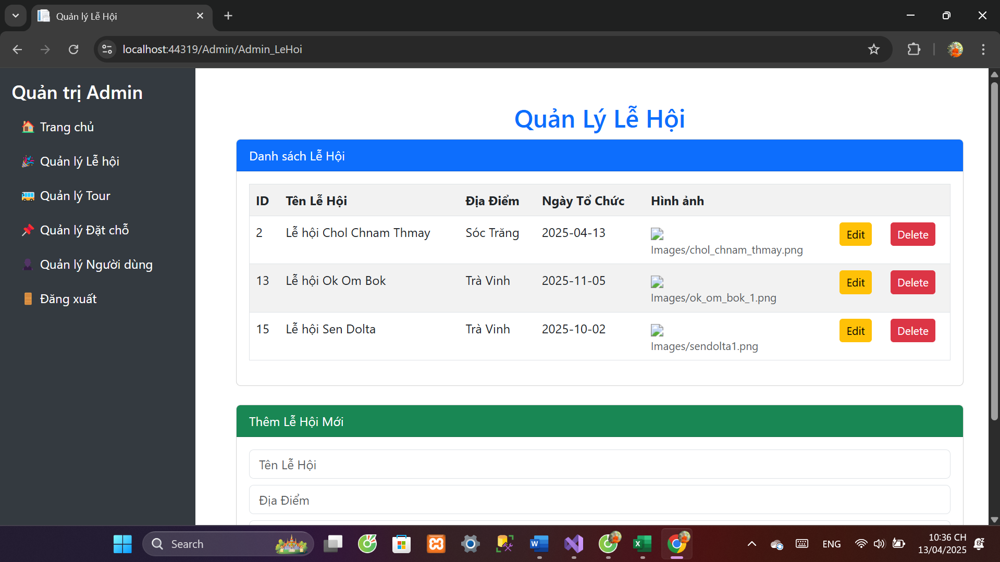 Quản lý Lễ Hội
localhost:44319/Admin/Admin_LeHoi
Quản trị Admin
Trang chủ
Quản lý Lễ hội
Quản lý Tour
Quản lý Đặt chỗ
Quản lý Người dùng
Đăng xuất
Quản Lý Lễ Hội
Danh sách Lễ Hội
ID Tên Lễ Hội Địa Điểm Ngày Tổ Chức Hình ảnh
2 Lễ hội Chol Chnam Thmay Sóc Trăng 2025-04-13 Edit Delete
Images/chol_chnam_thmay.png
13 Lễ hội Ok Om Bok Trà Vinh 2025-11-05 Edit Delete
Images/ok_om_bok_1.png
15 Lễ hội Sen Dolta Trà Vinh 2025-10-02 Edit Delete
Images/sendolta1.png
Thêm Lễ Hội Mới
Tên Lễ Hội
Địa Điểm
Search
ENG
10:36 CH
13/04/2025